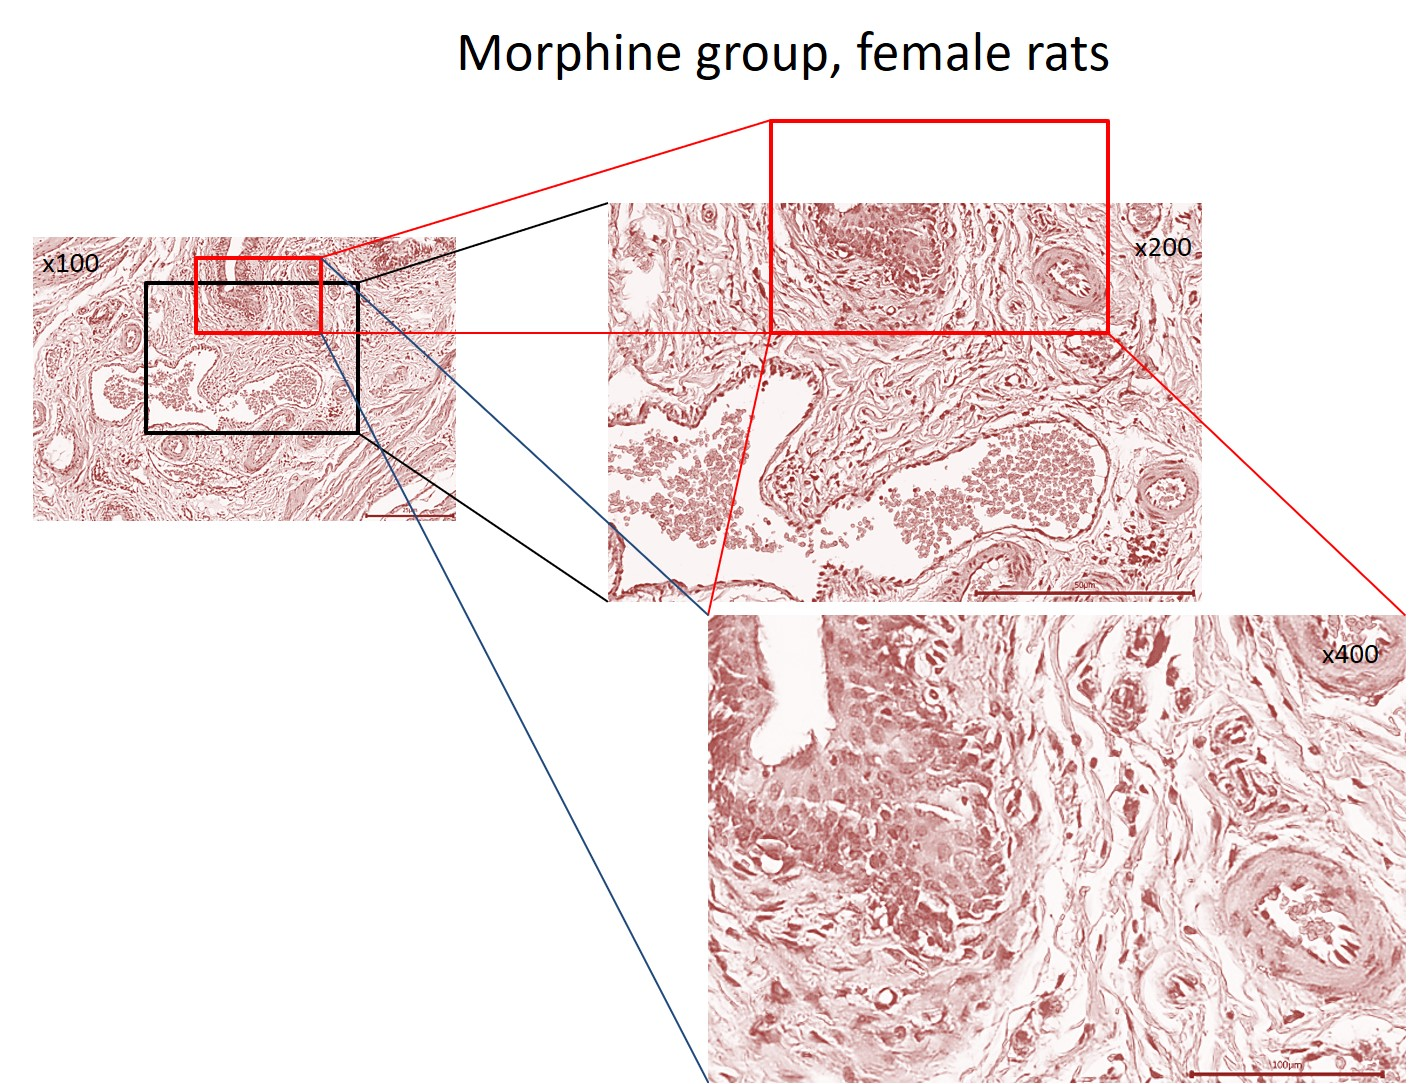 Morphine group, female rats
x100
x200
50µm
x400
100µm